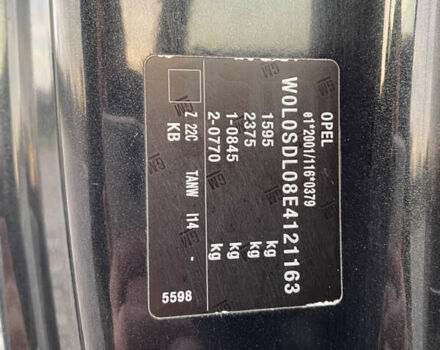 OPEL
e1*2001/116*0379
W0L0SDL08E4121163
1595 kg
2375 kg
1-0845 kg
2-0770 kg
Z 22C TANW I14 -
KB
5598
GM